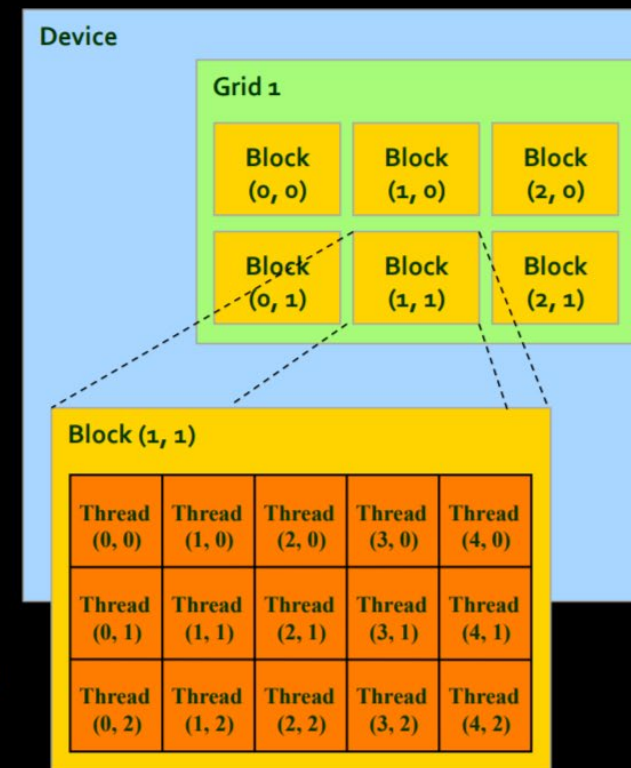 Device
Grid 1
Block
(0, 0)
Block
(1, 0)
Block
(2, 0)
Block
(0, 1)
Block
(1, 1)
Block
(2, 1)
Block (1, 1)
Thread
(0, 0)
Thread
(1, 0)
Thread
(2, 0)
Thread
(3, 0)
Thread
(4, 0)
Thread
(0, 1)
Thread
(1, 1)
Thread
(2, 1)
Thread
(3, 1)
Thread
(4, 1)
Thread
(0, 2)
Thread
(1, 2)
Thread
(2, 2)
Thread
(3, 2)
Thread
(4, 2)